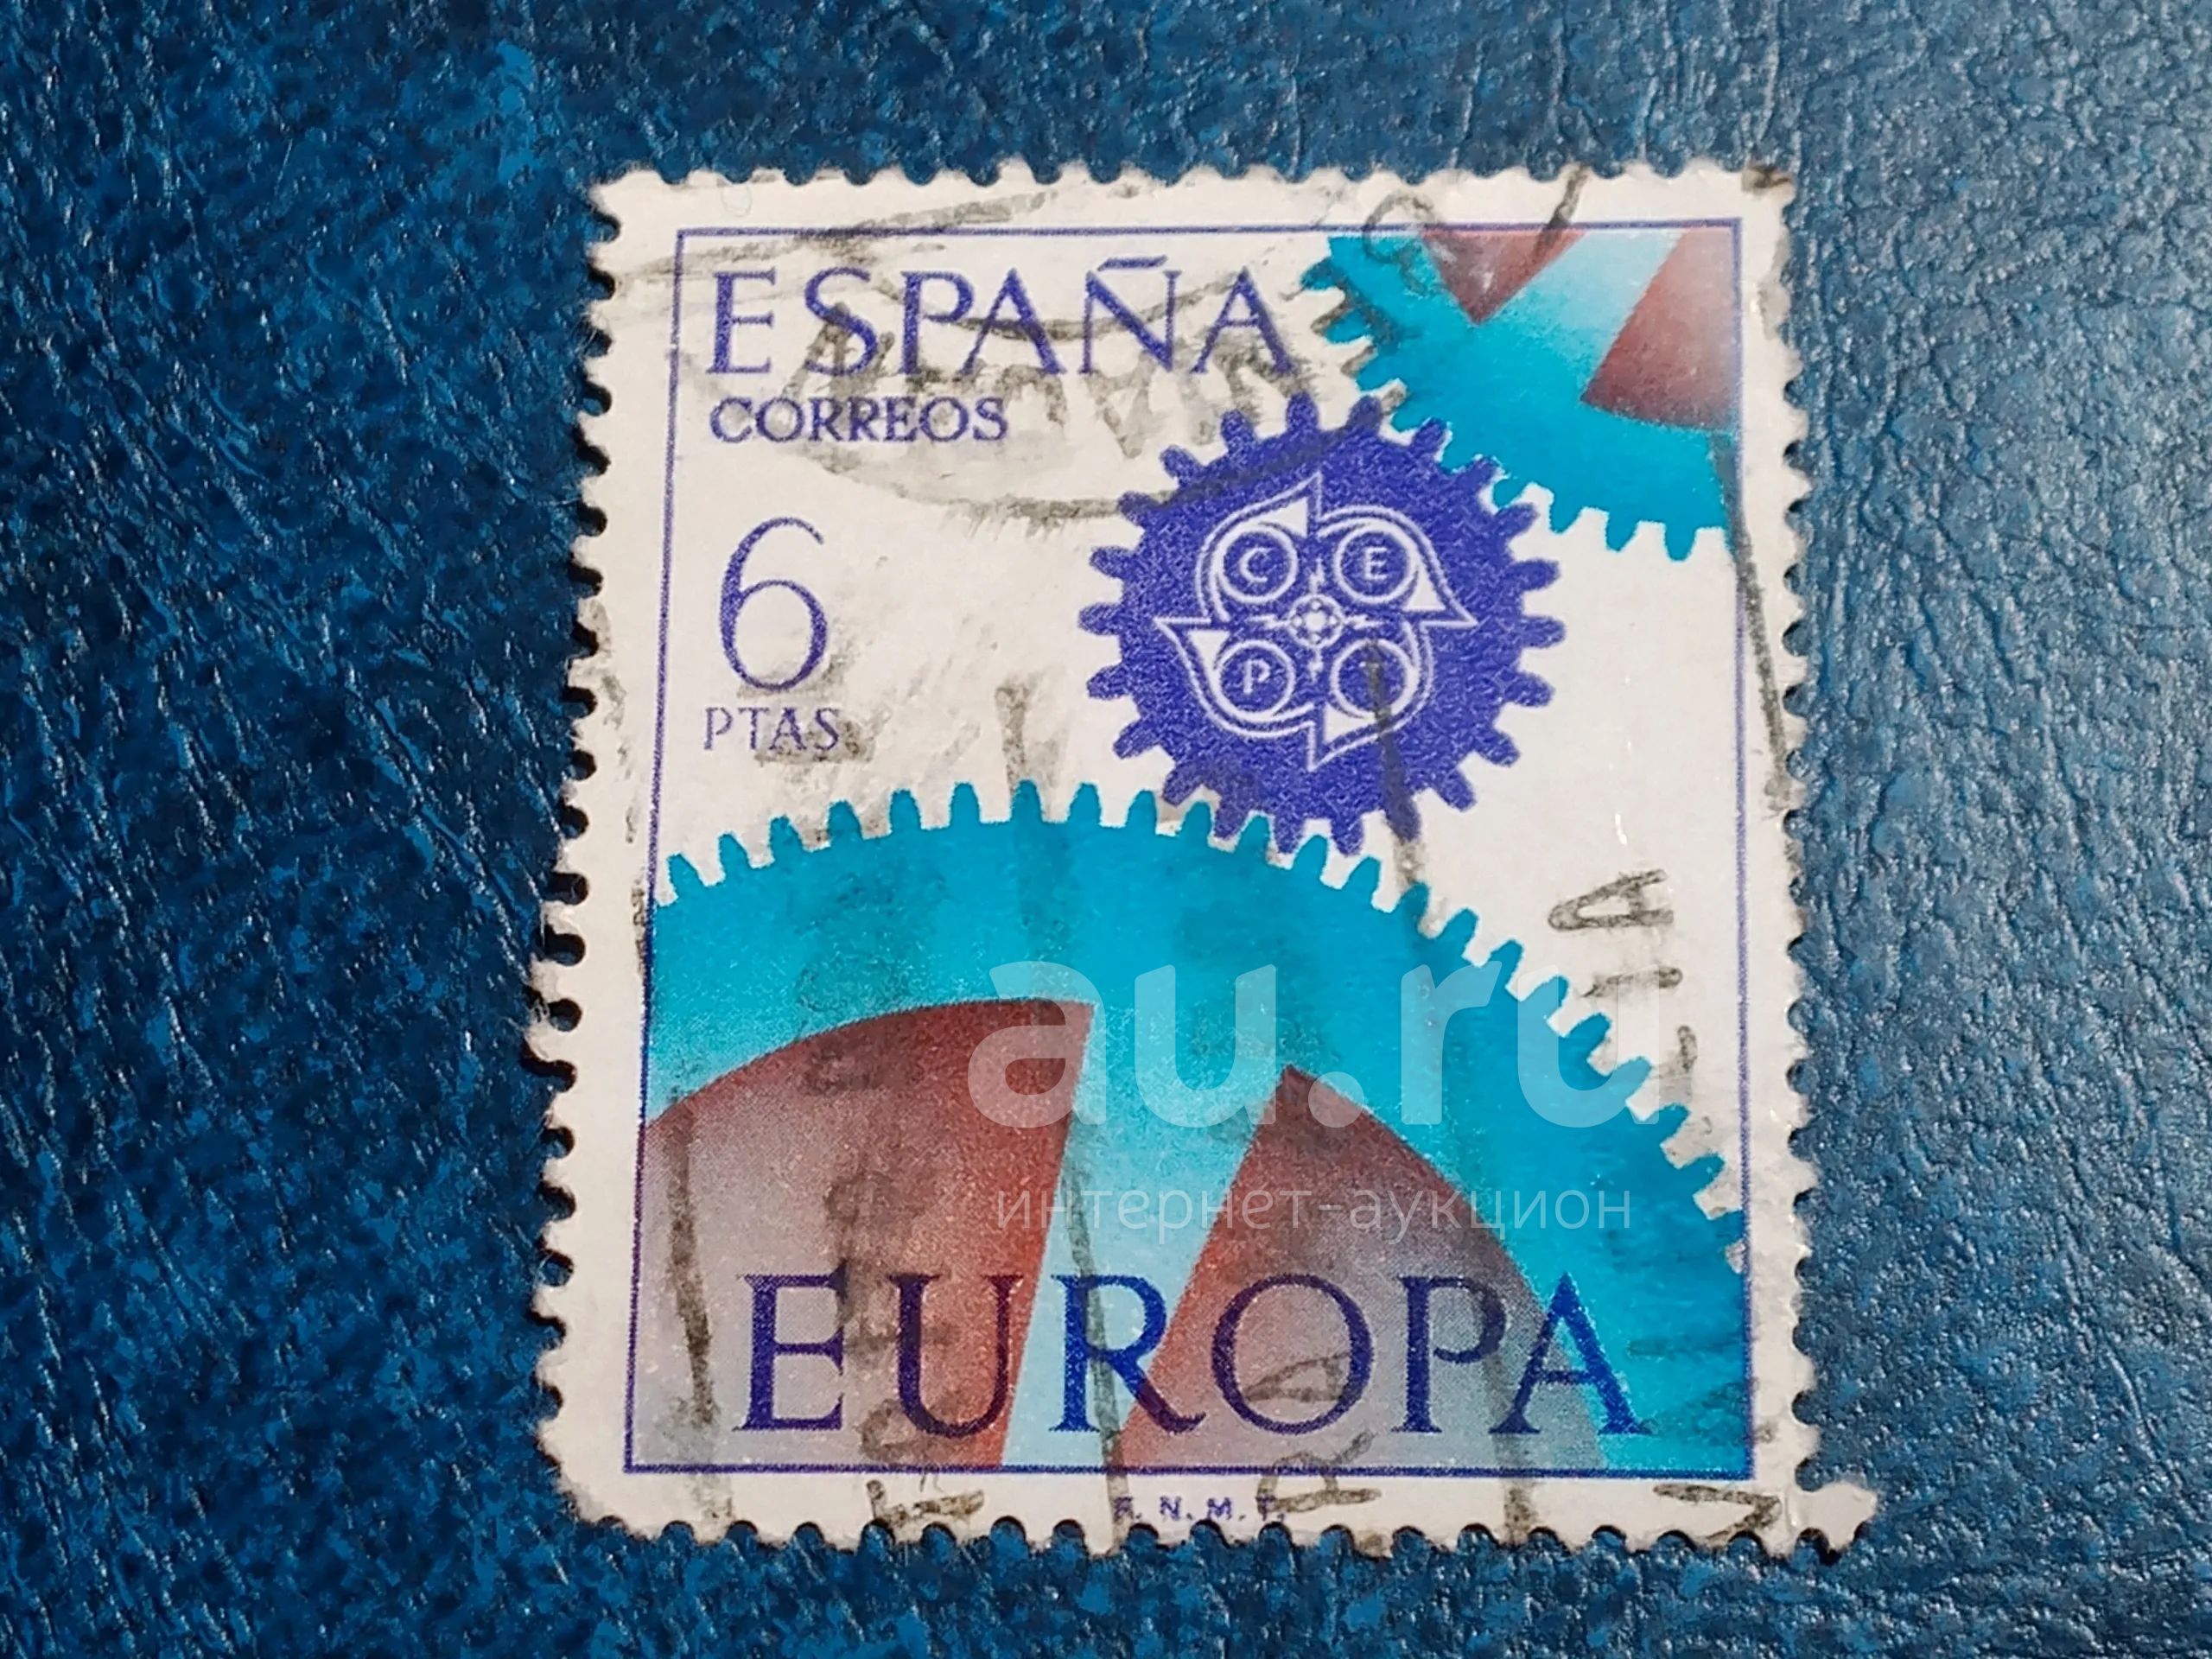 ESPAÑA
CORREOS
6
PTAS
C E
P T
au.ru
интернет-аукцион
EUROPA
F. N. M. T.